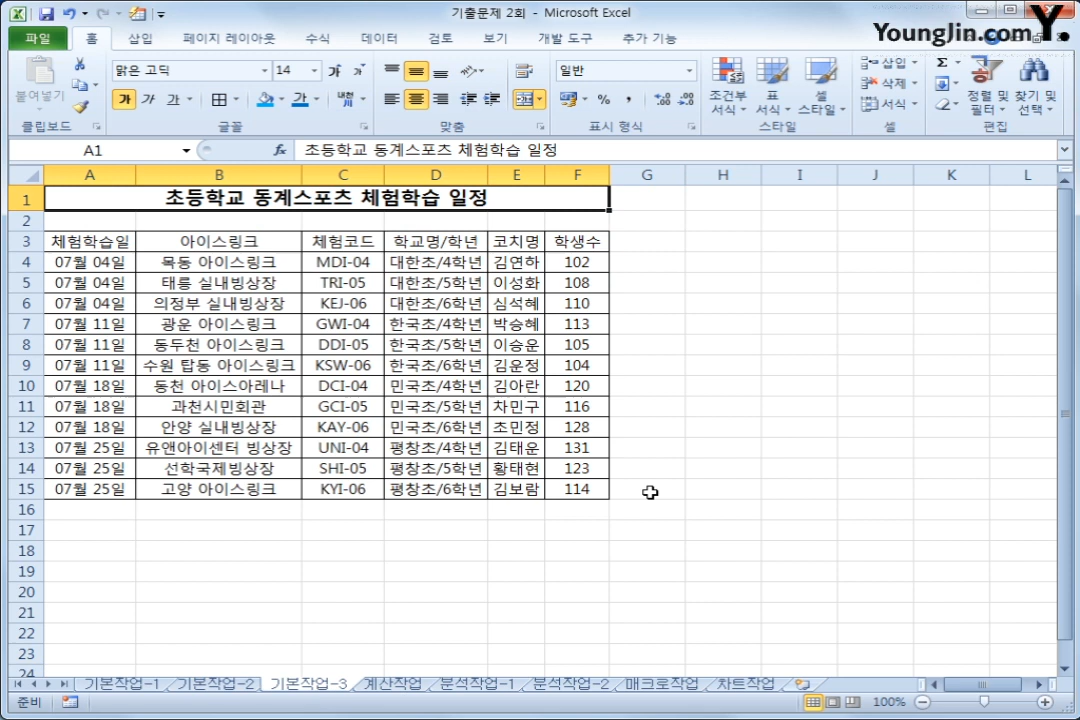 기출문제 2회 - Microsoft Excel
YoungJin.com Y.
파일 홈 삽입 페이지 레이아웃 수식 데이터 검토 보기 개발 도구 추가 기능
붙여넣기
클립보드
맑은 고딕 14
가 가 가
글꼴
맞춤
일반
% ,
표시 형식
조건부 서식
표 서식
셀 스타일
스타일
삽입
삭제
서식
셀
Σ
정렬 및 필터
찾기 및 선택
편집
A1 fx 초등학교 동계스포츠 체험학습 일정
A B C D E F G H I J K L
1 초등학교 동계스포츠 체험학습 일정
2
3 체험학습일 아이스링크 체험코드 학교명/학년 코치명 학생수
4 07월 04일 목동 아이스링크 MDI-04 대한초/4학년 김연하 102
5 07월 04일 태릉 실내빙상장 TRI-05 대한초/5학년 이성화 108
6 07월 04일 의정부 실내빙상장 KEJ-06 대한초/6학년 심석혜 110
7 07월 11일 광운 아이스링크 GWI-04 한국초/4학년 박승혜 113
8 07월 11일 동두천 아이스링크 DDI-05 한국초/5학년 이승운 105
9 07월 11일 수원 탑동 아이스링크 KSW-06 한국초/6학년 김운정 104
10 07월 18일 동천 아이스아레나 DCI-04 민국초/4학년 김아란 120
11 07월 18일 과천시민회관 GCI-05 민국초/5학년 차민구 116
12 07월 18일 안양 실내빙상장 KAY-06 민국초/6학년 조민정 128
13 07월 25일 유앤아이센터 빙상장 UNI-04 평창초/4학년 김태운 131
14 07월 25일 선학국제빙상장 SHI-05 평창초/5학년 황태현 123
15 07월 25일 고양 아이스링크 KYI-06 평창초/6학년 김보람 114
16
17
18
19
20
21
22
23
24
기본작업-1 기본작업-2 기본작업-3 계산작업 분석작업-1 분석작업-2 매크로작업 차트작업
준비 100%